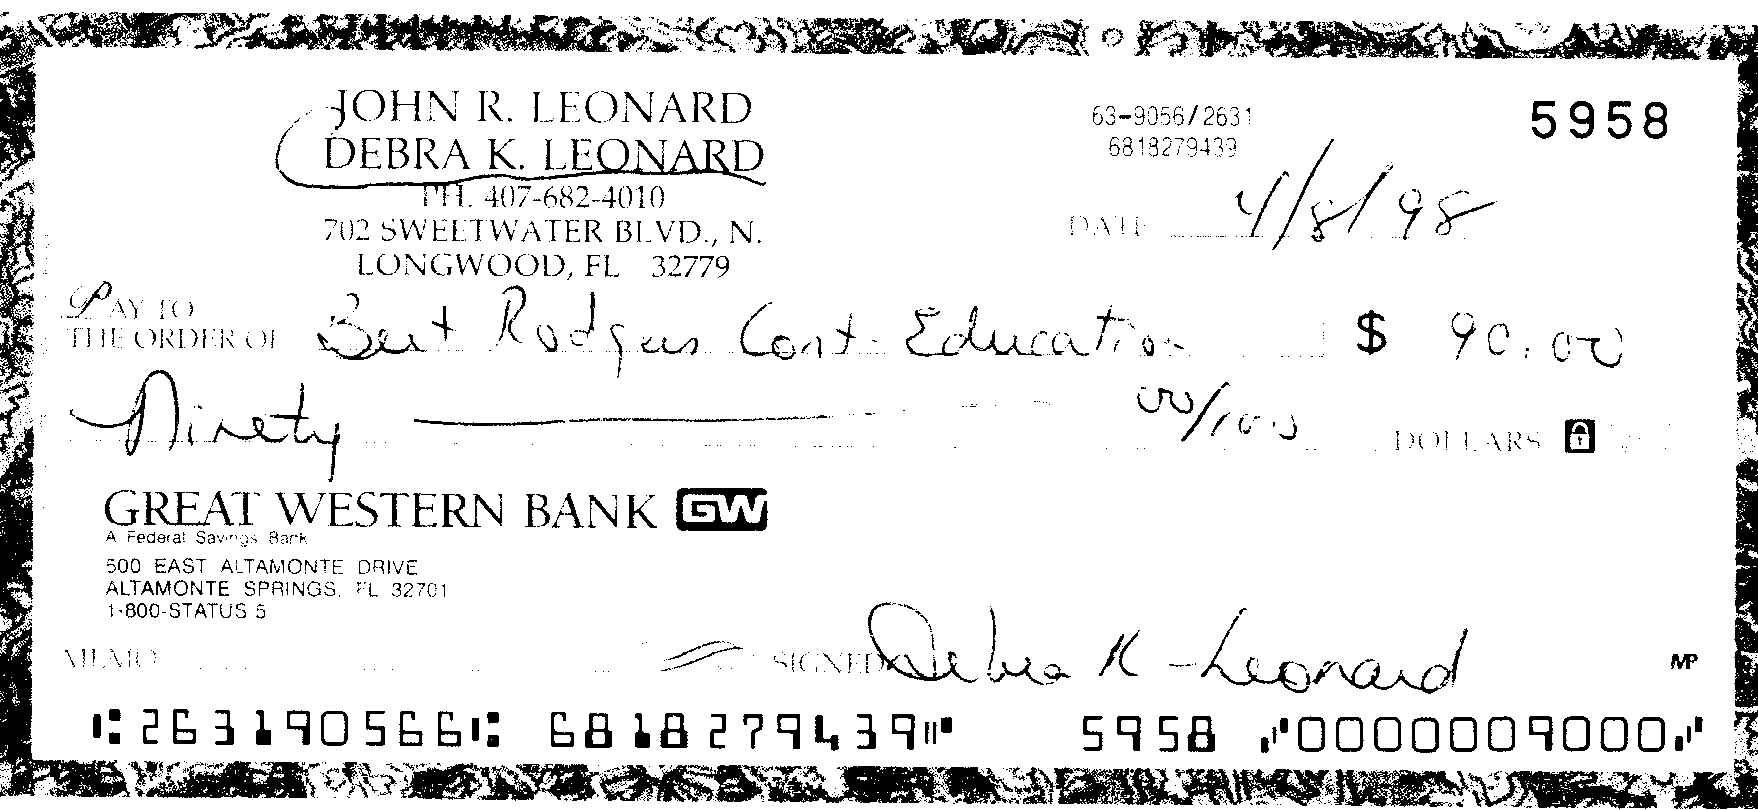 JOHN R. LEONARD
DEBRA K. LEONARD
PH. 407-682-4010
702 SWEETWATER BLVD., N.
LONGWOOD, FL 32779
63-9056/2631
6818279439
5958
DATE 4/8/98
PAY TO
THE ORDER OF Bert Rodgers Cont. Education $ 90.00
Ninety 00/100 DOLLARS
GREAT WESTERN BANK GW
A Federal Savings Bank
500 EAST ALTAMONTE DRIVE
ALTAMONTE SPRINGS, FL 32701
1-800-STATUS 5
MEMO SIGNED Debra K Leonard MP
⑆263190566⑆ 6818279439⑈ 5958 ⑇0000009000⑇